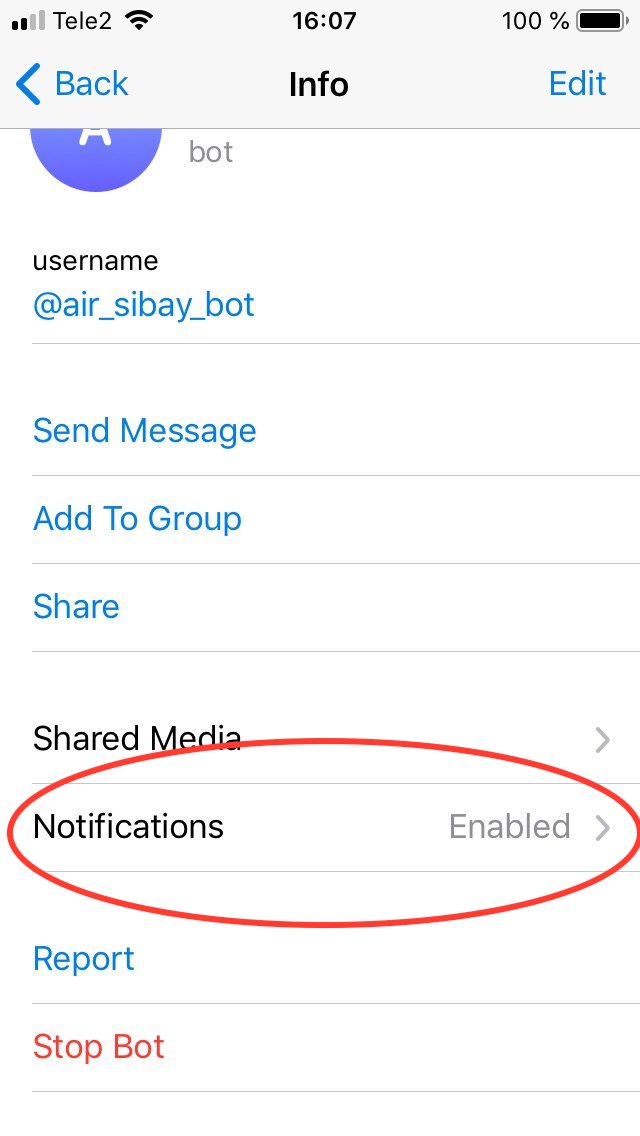 Tele2 16:07 100 %
Back Info Edit
A bot
username
@air_sibay_bot
Send Message
Add To Group
Share
Shared Media
Notifications Enabled
Report
Stop Bot